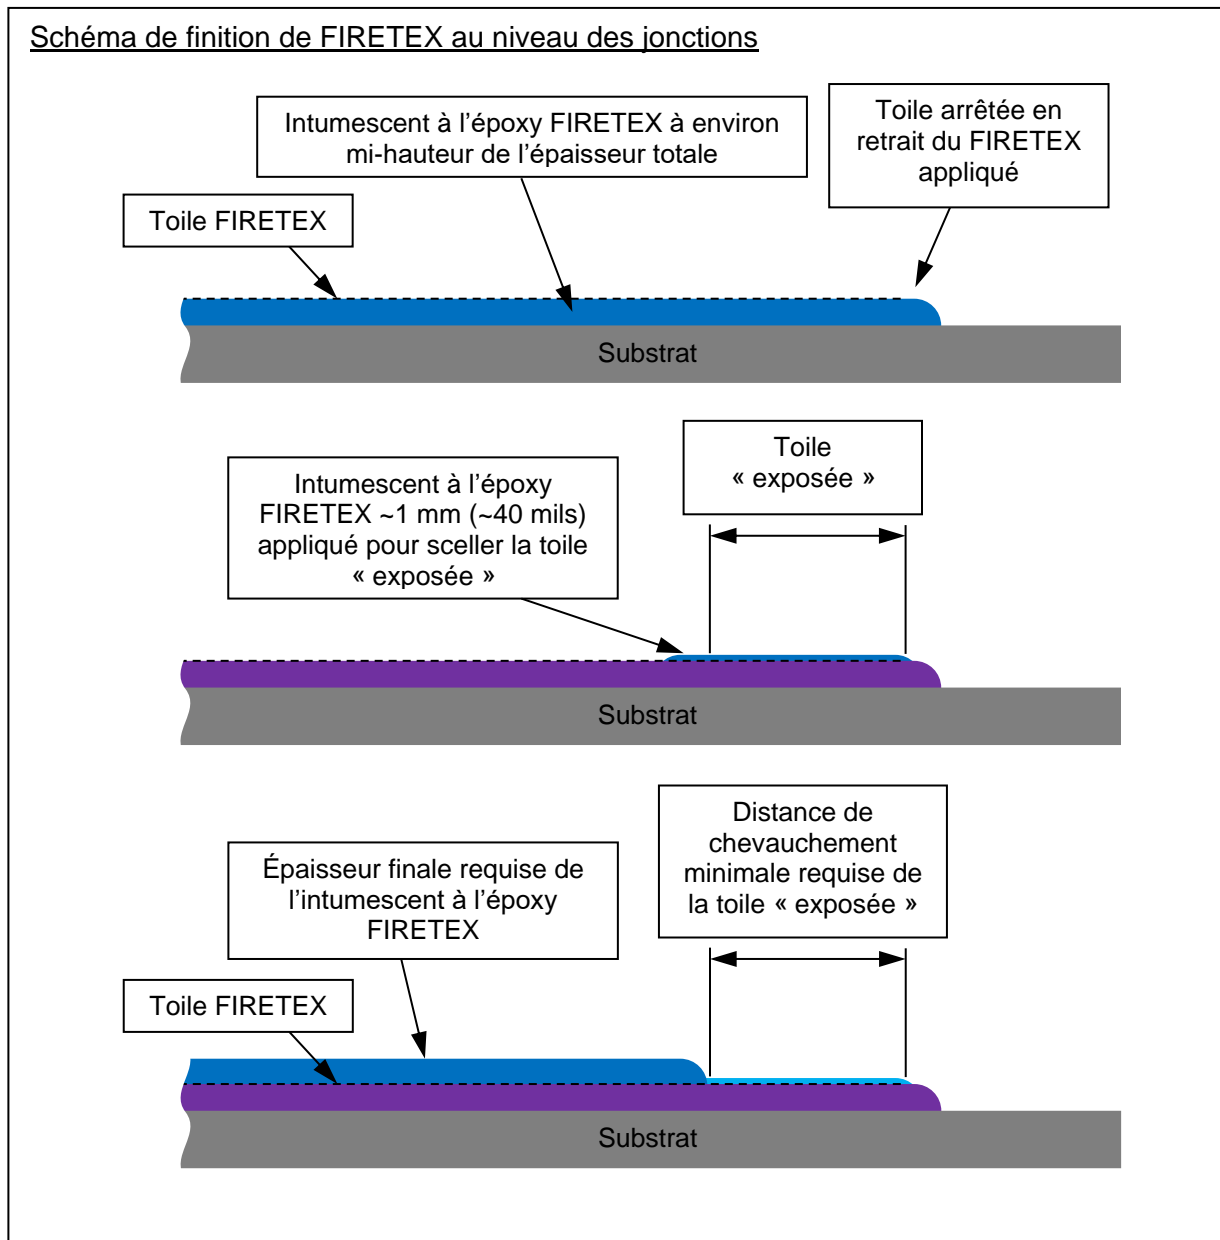 Schéma de finition de FIRETEX au niveau des jonctions
Intumescent à l’époxy FIRETEX à environ
mi-hauteur de l’épaisseur totale
Toile arrêtée en
retrait du FIRETEX
appliqué
Toile FIRETEX
Substrat
Toile
« exposée »
Intumescent à l’époxy
FIRETEX ~1 mm (~40 mils)
appliqué pour sceller la toile
« exposée »
Substrat
Distance de
chevauchement
minimale requise de
la toile « exposée »
Épaisseur finale requise de
l’intumescent à l’époxy
FIRETEX
Toile FIRETEX
Substrat